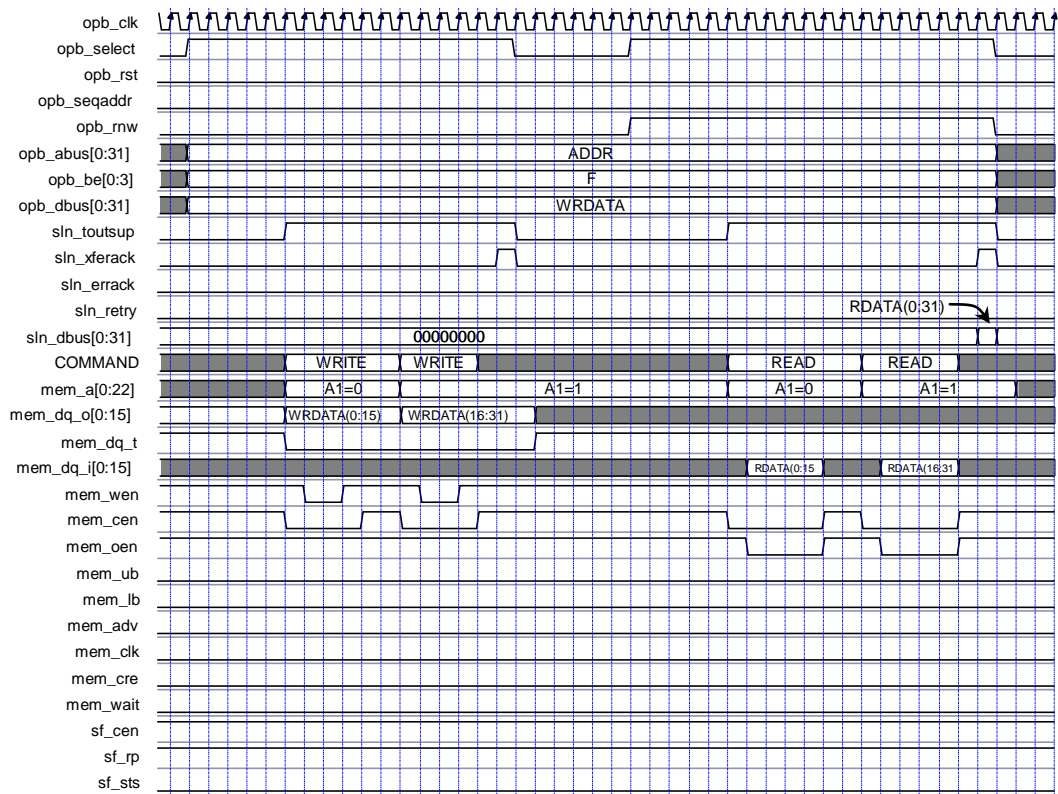 opb_clk
opb_select
opb_rst
opb_seqaddr
opb_rnw
opb_abus[0:31] ADDR
opb_be[0:3] F
opb_dbus[0:31] WRDATA
sln_toutsup
sln_xferack
sln_errack
sln_retry RDATA(0:31)
sln_dbus[0:31] 00000000
COMMAND WRITE WRITE READ READ
mem_a[0:22] A1=0 A1=1 A1=0 A1=1
mem_dq_o[0:15] WRDATA(0:15) WRDATA(16:31)
mem_dq_t
mem_dq_i[0:15] RDATA(0:15 RDATA(16:31
mem_wen
mem_cen
mem_oen
mem_ub
mem_lb
mem_adv
mem_clk
mem_cre
mem_wait
sf_cen
sf_rp
sf_sts